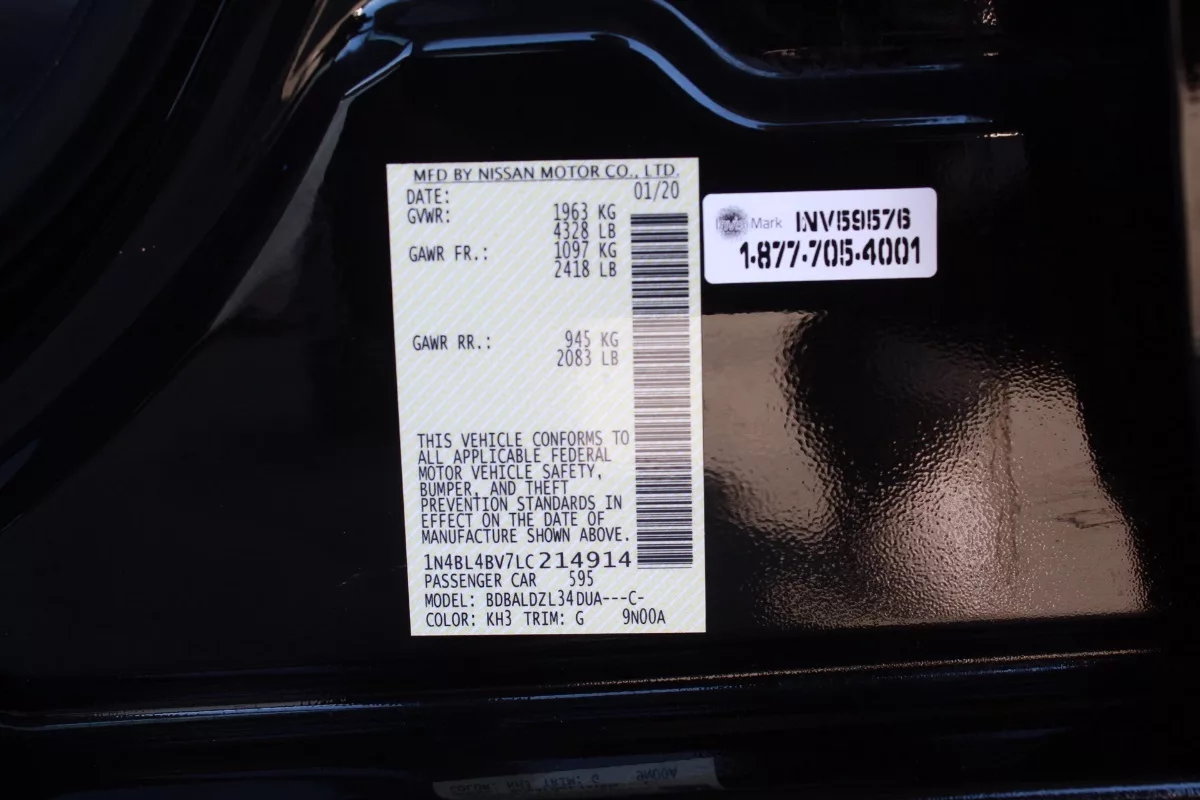 MFD BY NISSAN MOTOR CO., LTD.
DATE: 01/20
GVWR: 1963 KG
4328 LB
GAWR FR.: 1097 KG
2418 LB
GAWR RR.: 945 KG
2083 LB
THIS VEHICLE CONFORMS TO
ALL APPLICABLE FEDERAL
MOTOR VEHICLE SAFETY,
BUMPER, AND THEFT
PREVENTION STANDARDS IN
EFFECT ON THE DATE OF
MANUFACTURE SHOWN ABOVE.
1N4BL4BV7LC214914
PASSENGER CAR 595
MODEL: BDBALDZL34DUA---C-
COLOR: KH3 TRIM: G 9N00A
Mark INV59576
1-877-705-4001